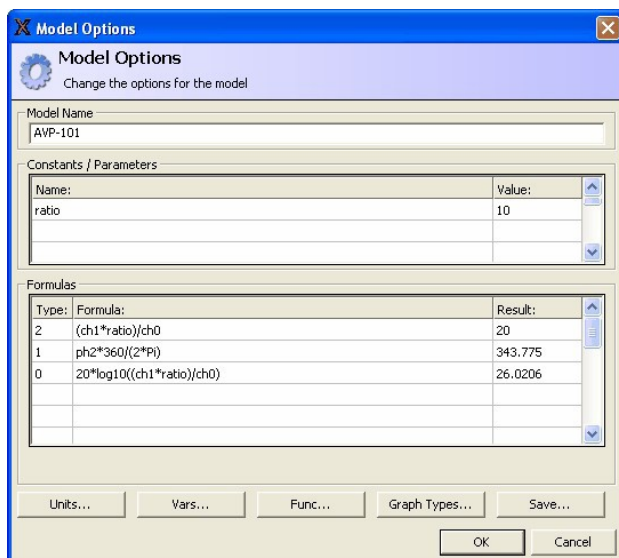 Model Options
Model Options
Change the options for the model
Model Name
AVP-101
Constants / Parameters
Name: Value:
ratio 10
Formulas
Type: Formula: Result:
2 (ch1*ratio)/ch0 20
1 ph2*360/(2*Pi) 343.775
0 20*log10((ch1*ratio)/ch0) 26.0206
Units... Vars... Func... Graph Types... Save...
OK Cancel